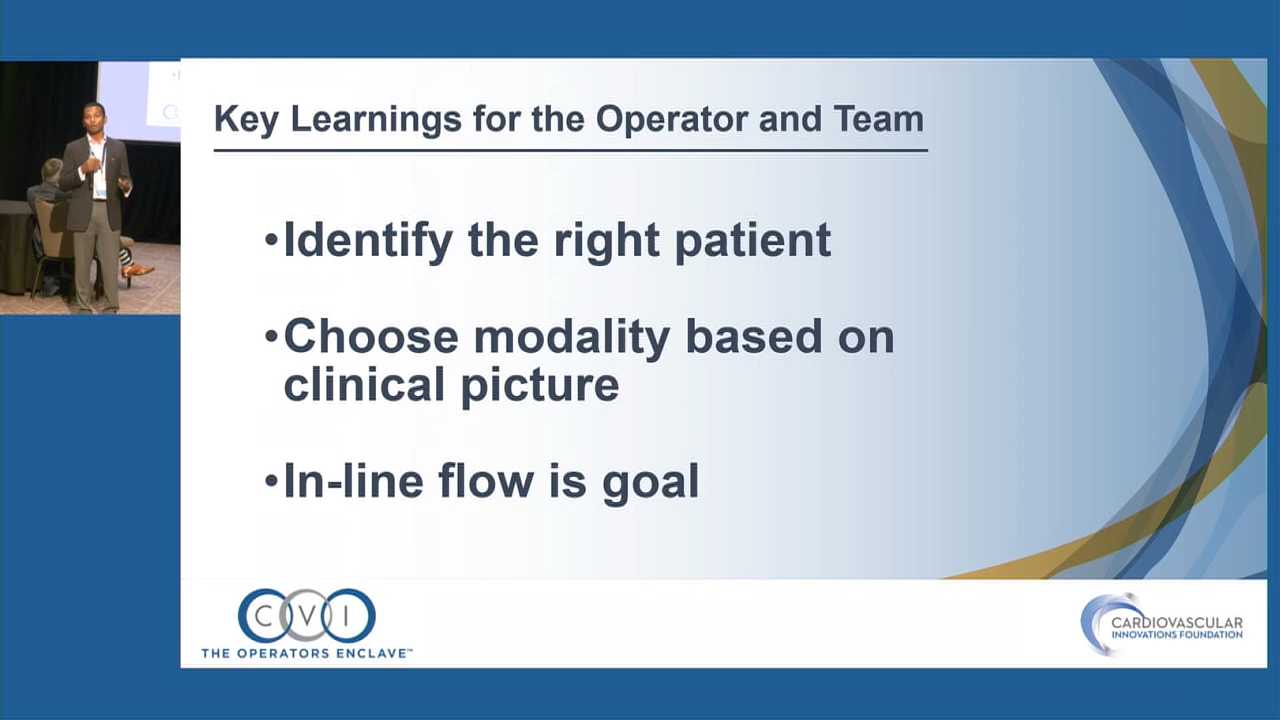 Key Learnings for the Operator and Team
•Identify the right patient
•Choose modality based on
clinical picture
•In-line flow is goal
CVI
THE OPERATORS ENCLAVE™
CARDIOVASCULAR
INNOVATIONS FOUNDATION